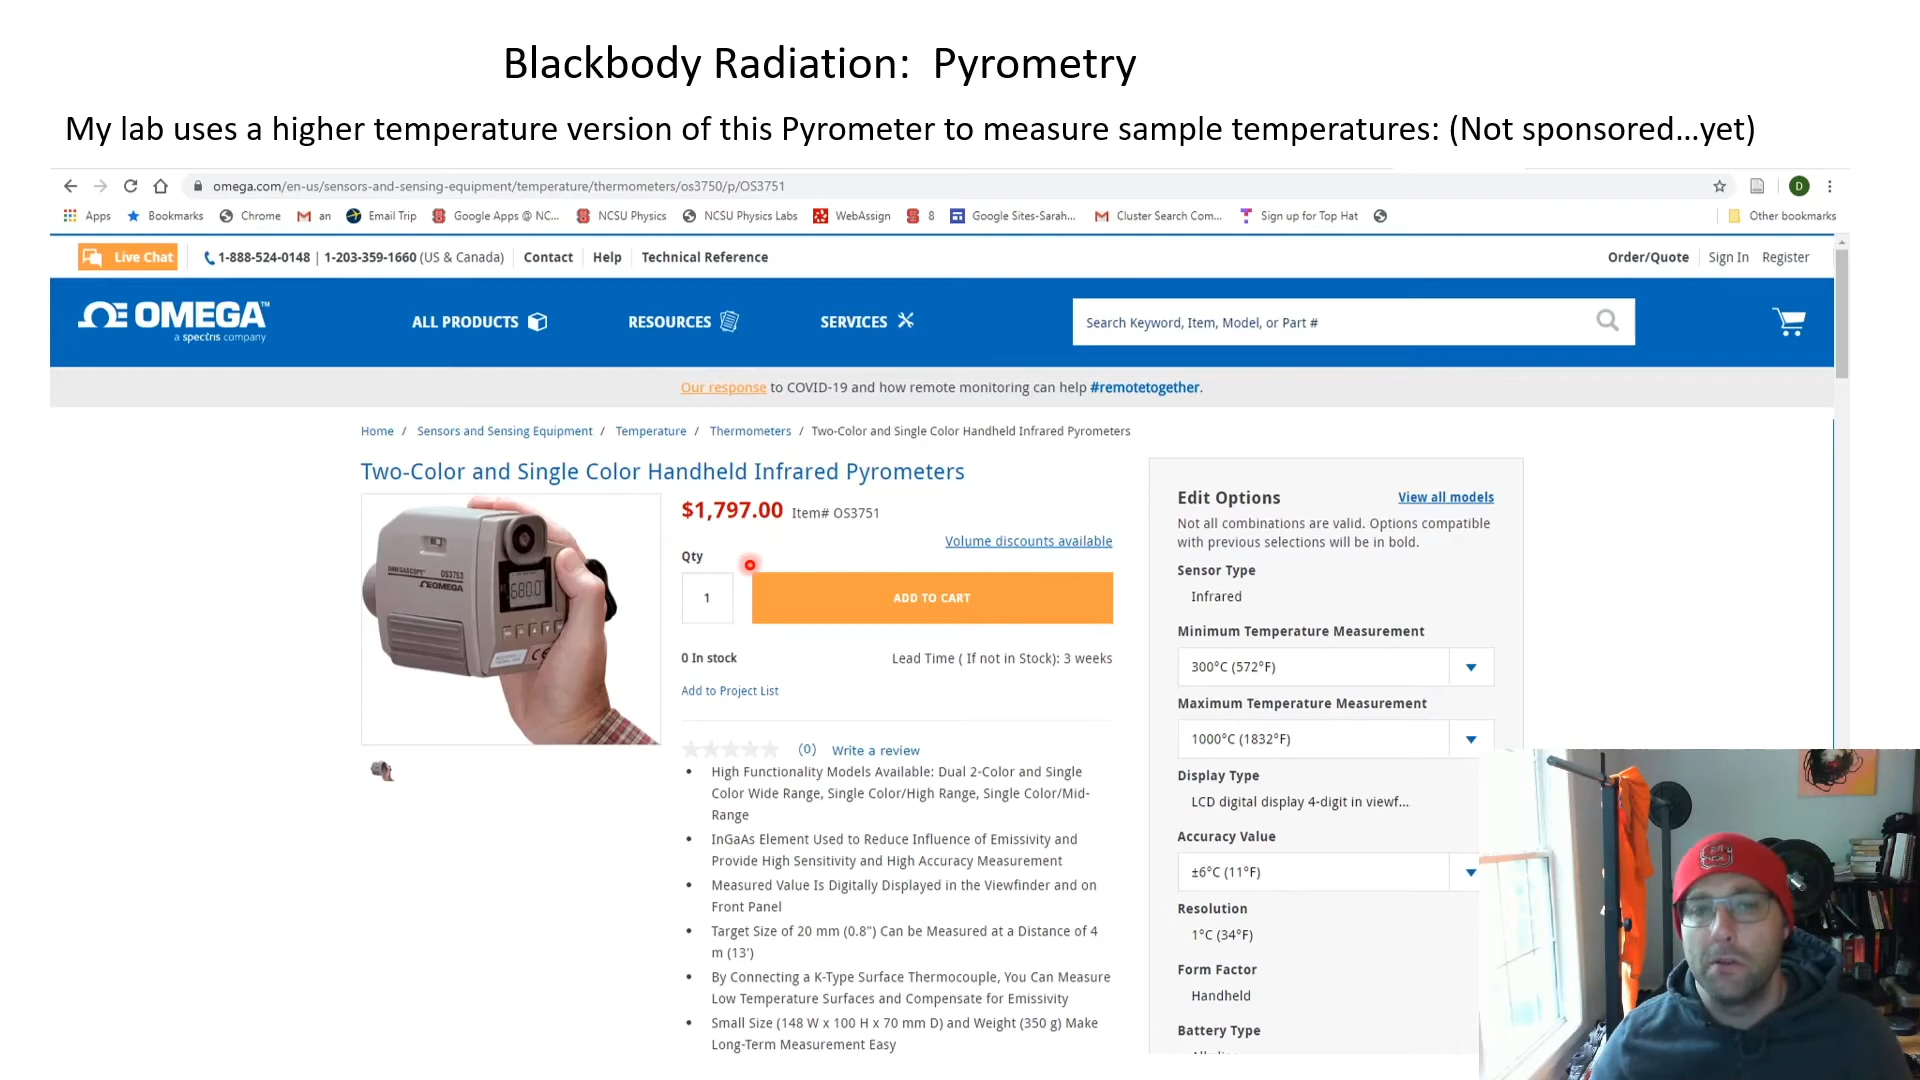 Blackbody Radiation: Pyrometry
My lab uses a higher temperature version of this Pyrometer to measure sample temperatures: (Not sponsored...yet)
omega.com/en-us/sensors-and-sensing-equipment/temperature/thermometers/os3750/p/OS3751
D
Apps Bookmarks Chrome an Email Trip Google Apps @ NC... NCSU Physics NCSU Physics Labs WebAssign 8 Google Sites-Sarah... Cluster Search Com... Sign up for Top Hat Other bookmarks
Live Chat 1-888-524-0148 | 1-203-359-1660 (US & Canada) Contact Help Technical Reference Order/Quote Sign In Register
OMEGA™
a spectris company
ALL PRODUCTS RESOURCES SERVICES Search Keyword, Item, Model, or Part #
Our response to COVID-19 and how remote monitoring can help #remotetogether.
Home / Sensors and Sensing Equipment / Temperature / Thermometers / Two-Color and Single Color Handheld Infrared Pyrometers
Two-Color and Single Color Handheld Infrared Pyrometers
OMEGASCOPE OS3753
OMEGA
680.0
CE
$1,797.00 Item# OS3751
Volume discounts available
Qty
1 ADD TO CART
0 In stock Lead Time ( If not in Stock): 3 weeks
Add to Project List
(0) Write a review
• High Functionality Models Available: Dual 2-Color and Single
Color Wide Range, Single Color/High Range, Single Color/Mid-
Range
• InGaAs Element Used to Reduce Influence of Emissivity and
Provide High Sensitivity and High Accuracy Measurement
• Measured Value Is Digitally Displayed in the Viewfinder and on
Front Panel
• Target Size of 20 mm (0.8") Can be Measured at a Distance of 4
m (13')
• By Connecting a K-Type Surface Thermocouple, You Can Measure
Low Temperature Surfaces and Compensate for Emissivity
• Small Size (148 W x 100 H x 70 mm D) and Weight (350 g) Make
Long-Term Measurement Easy
Edit Options View all models
Not all combinations are valid. Options compatible
with previous selections will be in bold.
Sensor Type
Infrared
Minimum Temperature Measurement
300°C (572°F)
Maximum Temperature Measurement
1000°C (1832°F)
Display Type
LCD digital display 4-digit in viewf...
Accuracy Value
±6°C (11°F)
Resolution
1°C (34°F)
Form Factor
Handheld
Battery Type